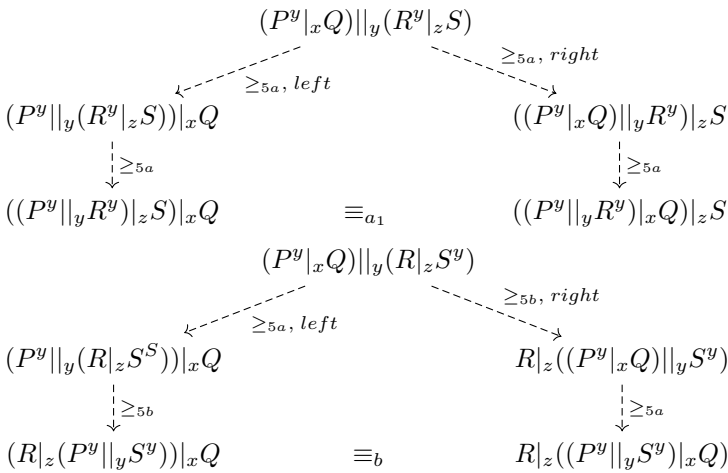 (P^y|_xQ)||_y(R^y|_zS)
≥_{5a}, left ≥_{5a}, right
(P^y||_y(R^y|_zS))|_xQ ((P^y|_xQ)||_yR^y)|_zS
≥_{5a} ≥_{5a}
((P^y||_yR^y)|_zS)|_xQ ≡_{a_1} ((P^y||_yR^y)|_xQ)|_zS
(P^y|_xQ)||_y(R|_zS^y)
≥_{5a}, left ≥_{5b}, right
(P^y||_y(R|_zS^S))|_xQ R|_z((P^y|_xQ)||_yS^y)
≥_{5b} ≥_{5a}
(R|_z(P^y||_yS^y))|_xQ ≡_b R|_z((P^y||_yS^y)|_xQ)